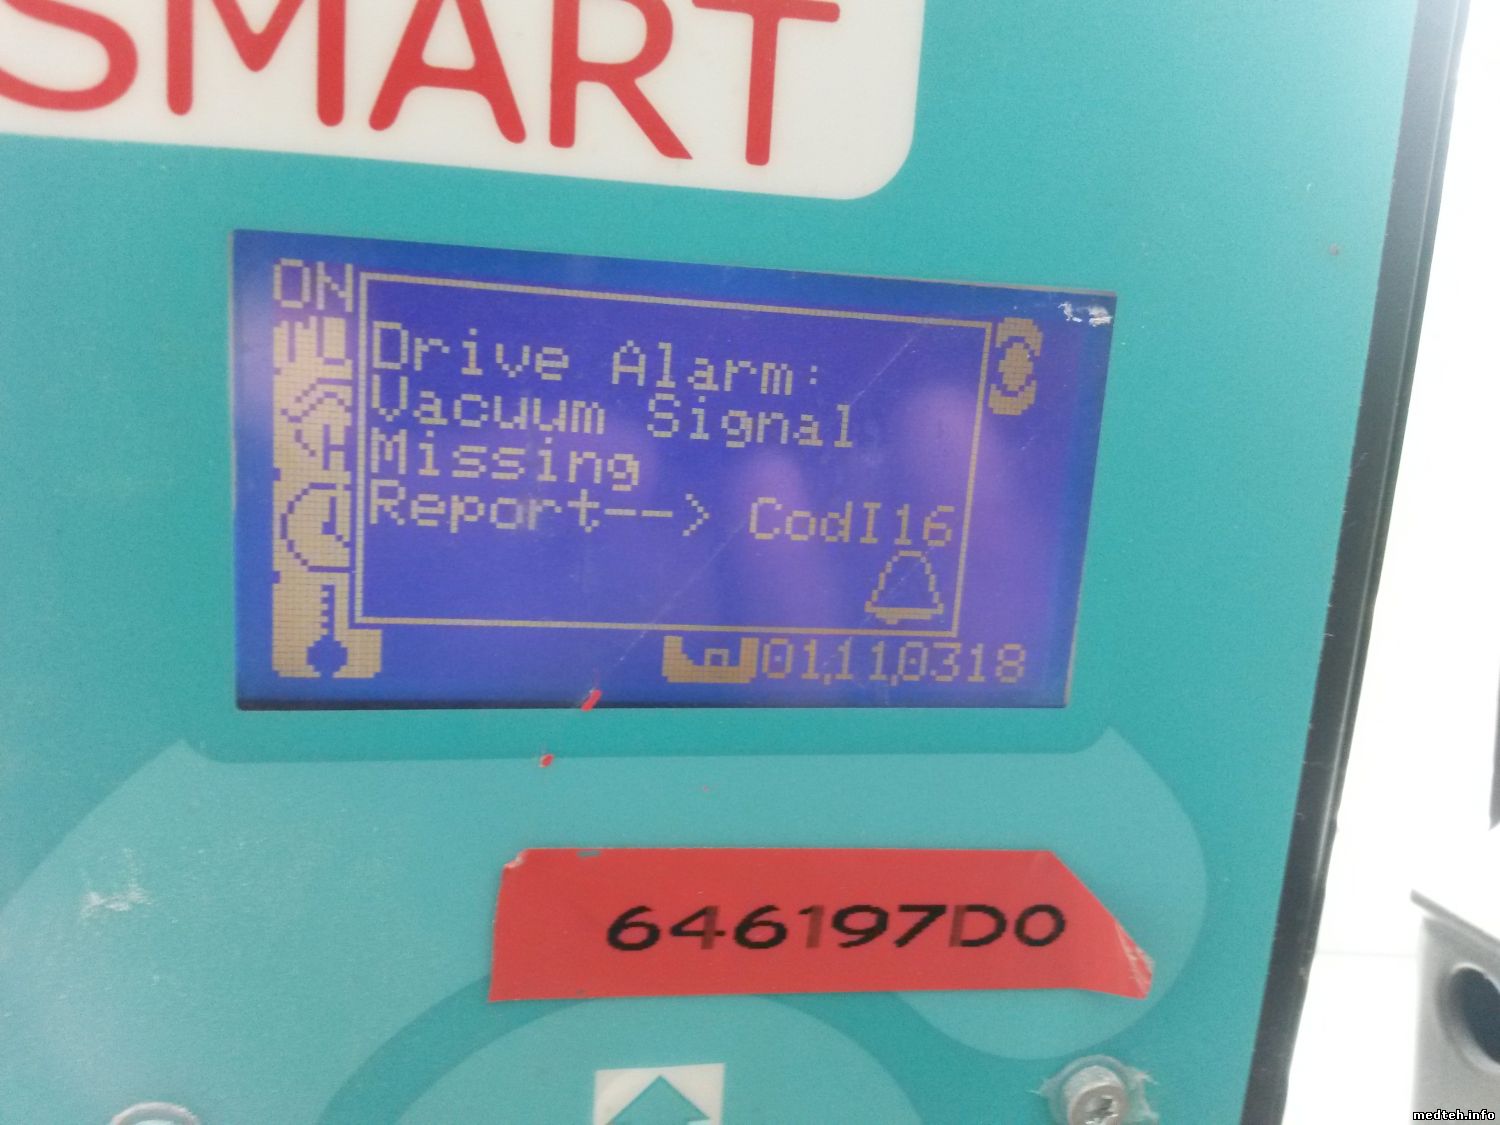 SMART
ON
Drive Alarm:
Vacuum Signal
Missing
Report--> CodI16
01,11,0318
646197D0
medteh.info